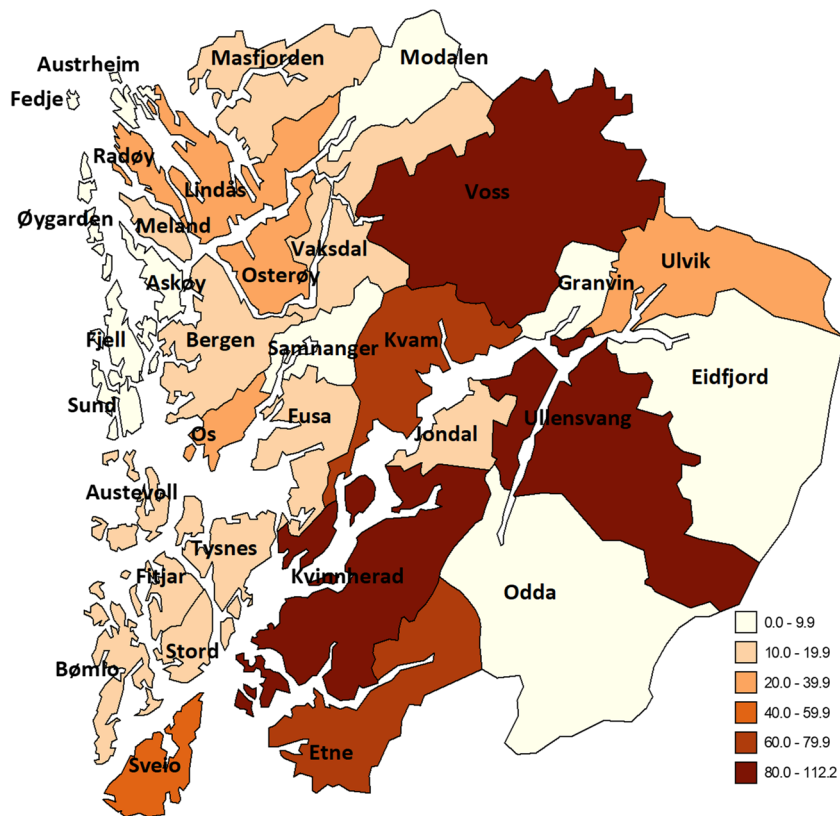 Masfjorden
Modalen
Austrheim
Fedje
Radøy
Lindås
Voss
Øygarden
Meland
Vaksdal
Ulvik
Osterøy
Askøy
Granvin
Fjell
Bergen
Samnanger
Kvam
Eidfjord
Sund
Fusa
Ullensvang
Os
Jondal
Austevoll
Tysnes
Fitjar
Kvinnherad
Odda
Stord
Bømlo
Etne
Sveio
0.0 - 9.9
10.0 - 19.9
20.0 - 39.9
40.0 - 59.9
60.0 - 79.9
80.0 - 112.2